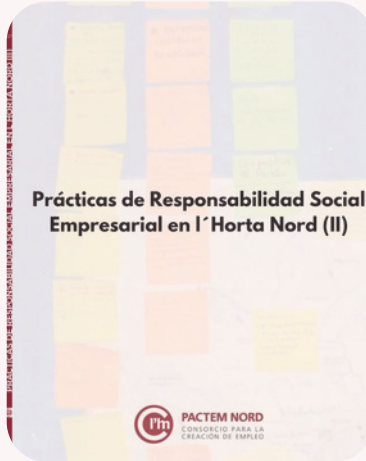 PRÁCTICAS DE RESPONSABILIDAD SOCIAL EMPRESARIAL EN L´HORTA NORD (II)
Prácticas de Responsabilidad Social
Empresarial en l´Horta Nord (II)
l'hn
PACTEM NORD
CONSORCIO PARA LA
CREACIÓN DE EMPLEO